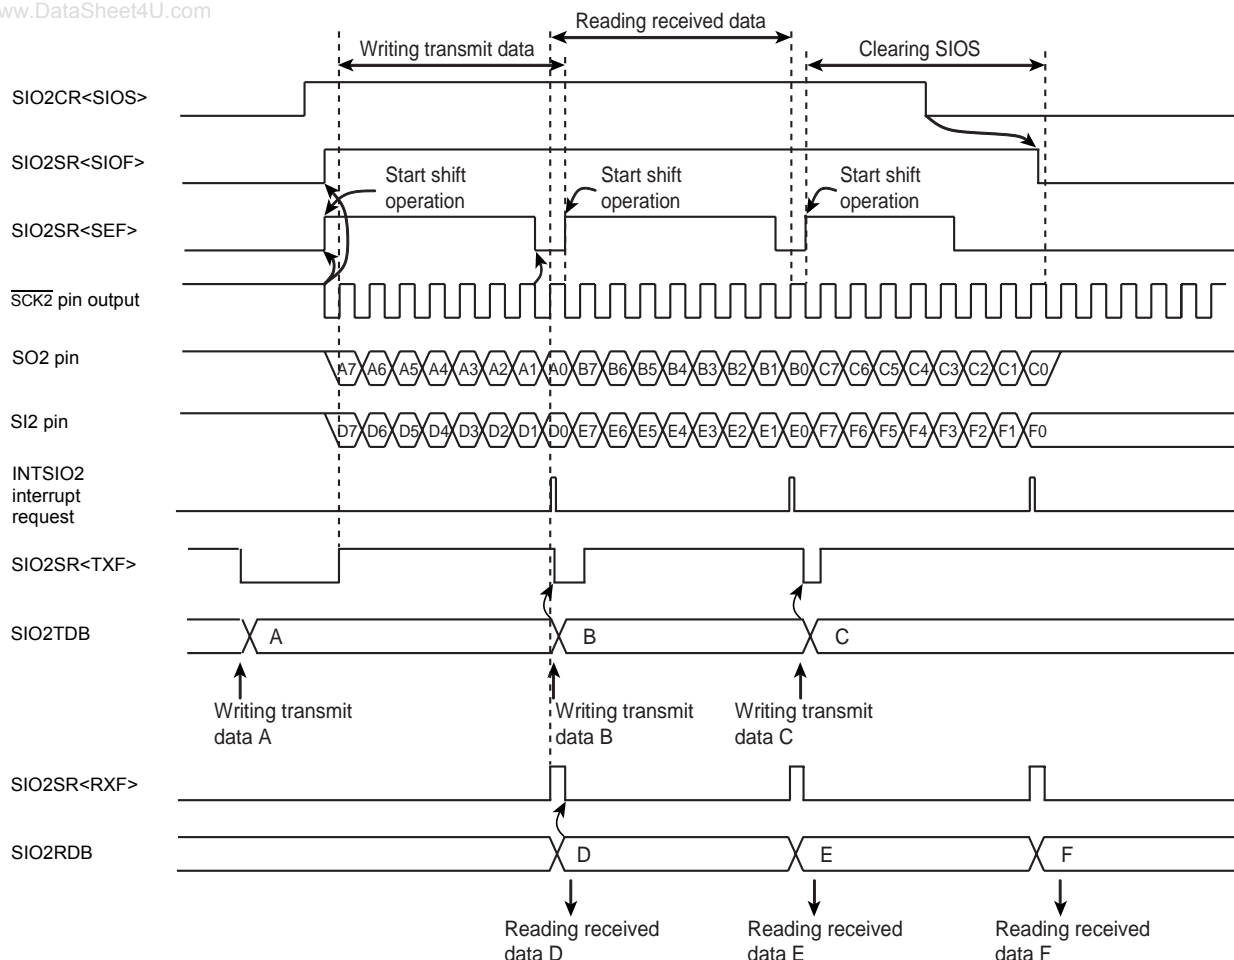 www.DataSheet4U.com
Reading received data
Writing transmit data
Clearing SIOS
SIO2CR<SIOS>
SIO2SR<SIOF>
Start shift
operation
Start shift
operation
Start shift
operation
SIO2SR<SEF>
SCK2 pin output
SO2 pin
A7 A6 A5 A4 A3 A2 A1 A0 B7 B6 B5 B4 B3 B2 B1 B0 C7 C6 C5 C4 C3 C2 C1 C0
SI2 pin
D7 D6 D5 D4 D3 D2 D1 D0 E7 E6 E5 E4 E3 E2 E1 E0 F7 F6 F5 F4 F3 F2 F1 F0
INTSIO2
interrupt
request
SIO2SR<TXF>
SIO2TDB
A B C
Writing transmit
data A
Writing transmit
data B
Writing transmit
data C
SIO2SR<RXF>
SIO2RDB
D E F
Reading received
data D
Reading received
data E
Reading received
data F